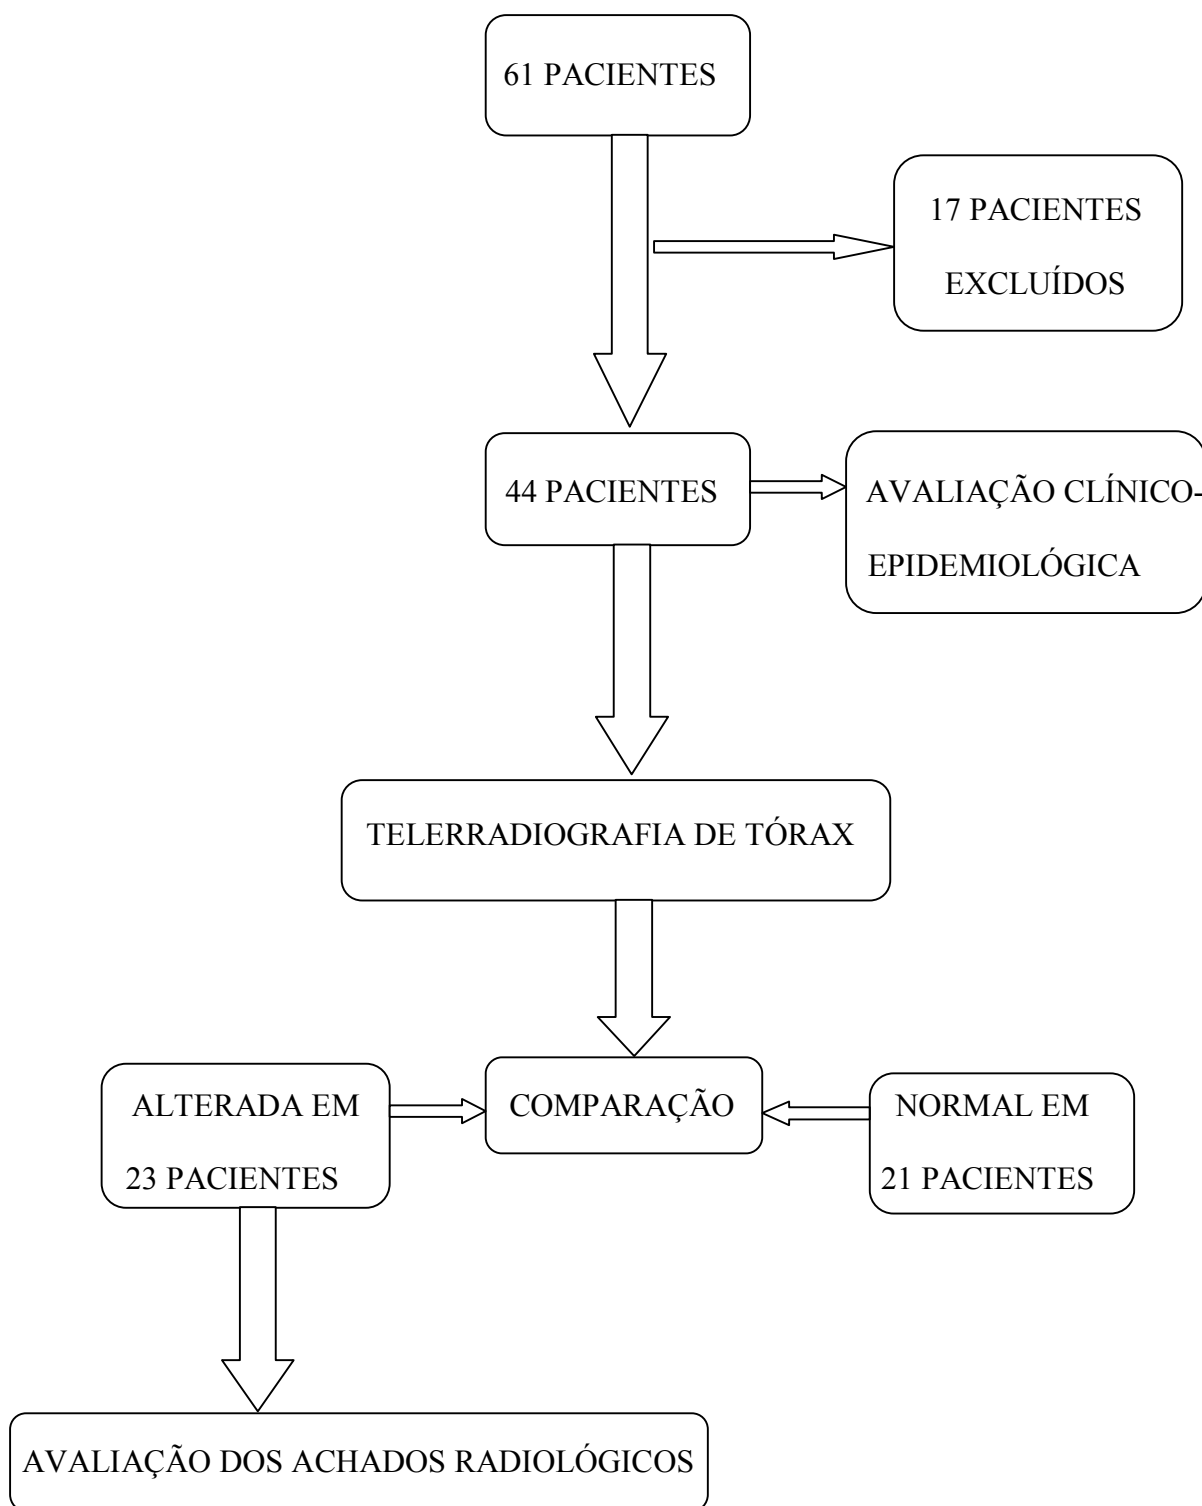 61 PACIENTES
17 PACIENTES
EXCLUÍDOS
44 PACIENTES
AVALIAÇÃO CLÍNICO-
EPIDEMIOLÓGICA
TELERRADIOGRAFIA DE TÓRAX
ALTERADA EM
23 PACIENTES
COMPARAÇÃO
NORMAL EM
21 PACIENTES
AVALIAÇÃO DOS ACHADOS RADIOLÓGICOS